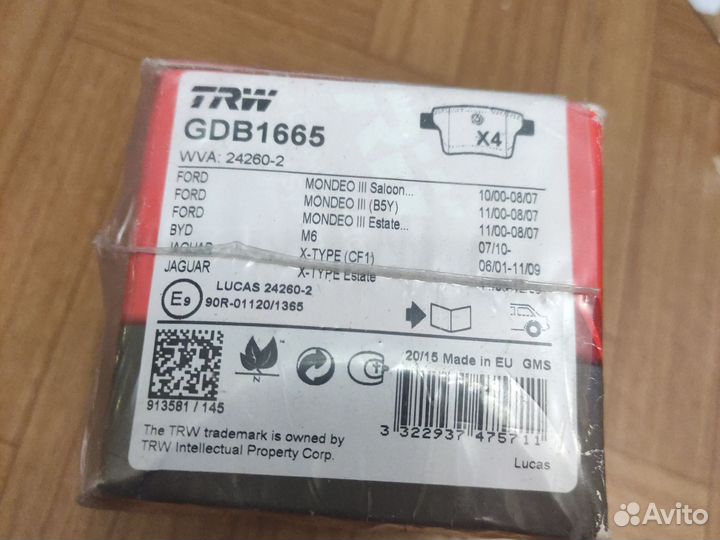 TRW
GDB1665
X4
WVA: 24260-2
FORD MONDEO III Saloon... 10/00-08/07
FORD MONDEO III (B5Y) 11/00-08/07
FORD MONDEO III Estate... 11/00-08/07
BYD M6 07/10-
JAGUAR X-TYPE (CF1) 06/01-11/09
JAGUAR X-TYPE Estate
LUCAS 24260-2
E9 90R-01120/1365
N
20/15 Made in EU GMS
913581 / 145
3 322937 475711
The TRW trademark is owned by
TRW Intellectual Property Corp.
Lucas
Avito